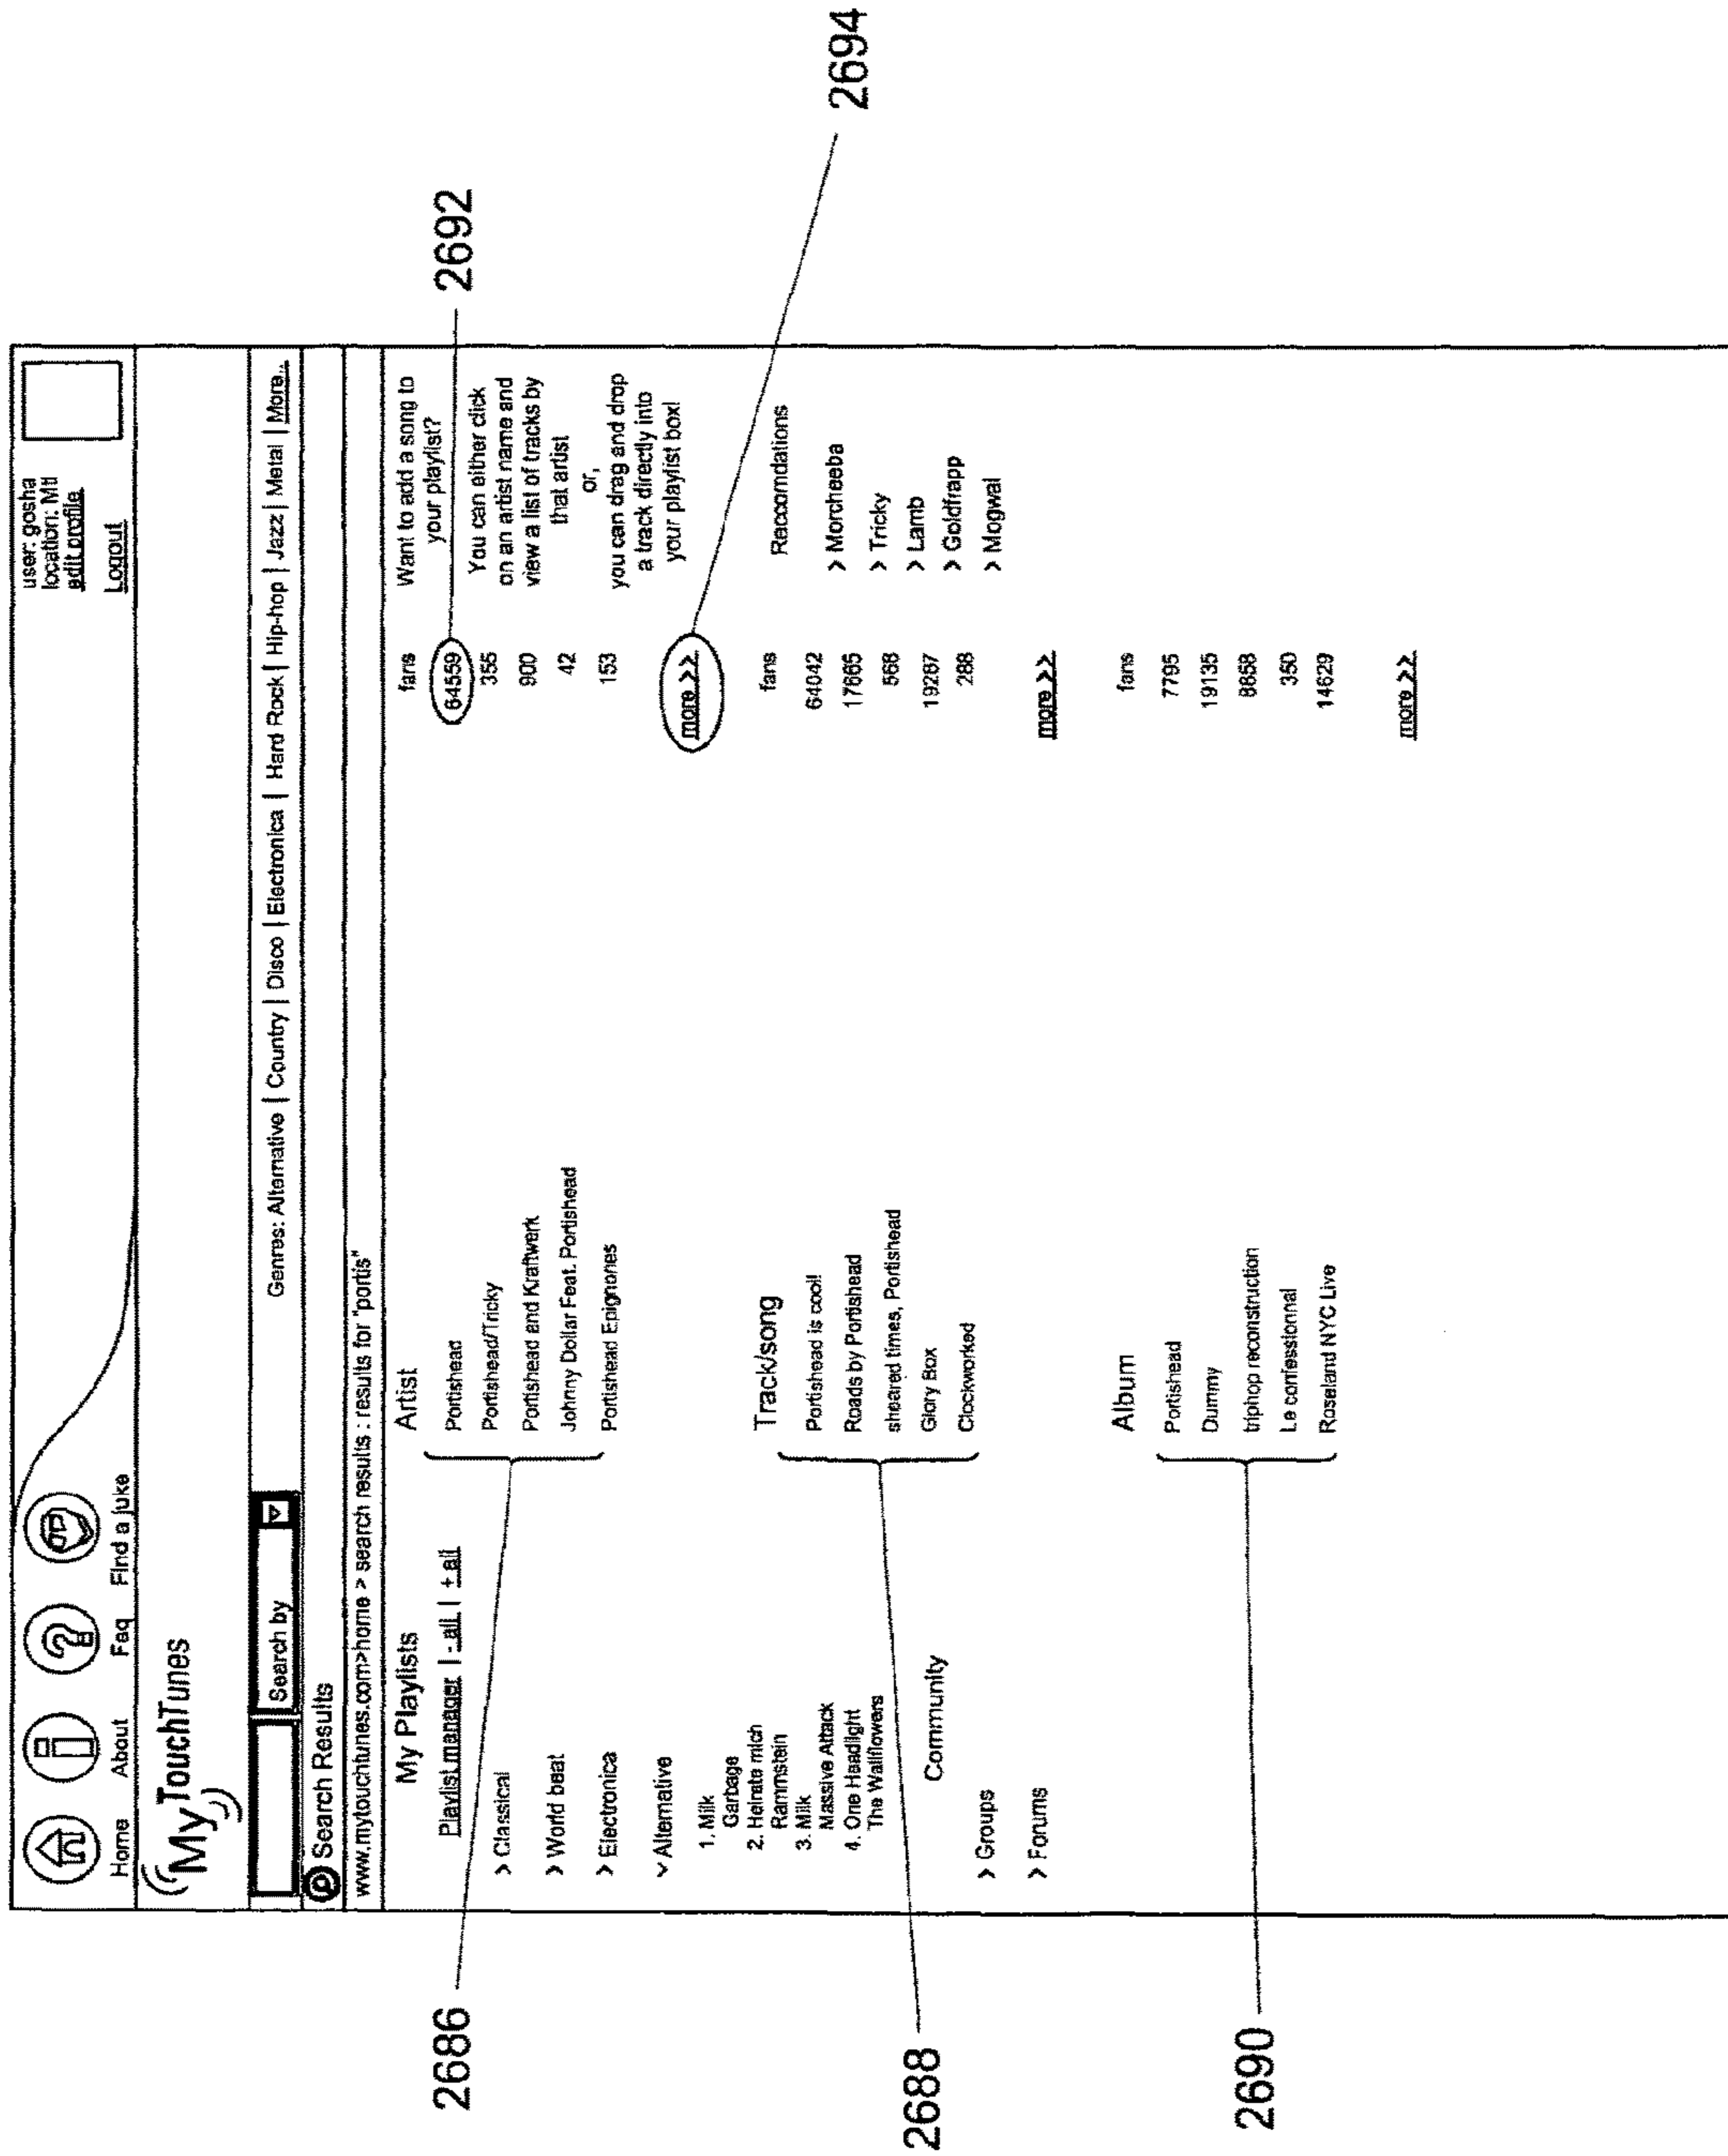 Home About Faq Find a juke
user: gosha
location: Mtl
edit profile
Logout
MyTouchTunes
Search by
Genres: Alternative | Country | Disco | Electronica | Hard Rock | Hip-hop | Jazz | Metal | More..
Search Results
www.mytouchtunes.com>home > search results : results for "portis"
My Playlists
Playlist manager | - all | + all
> Classical
> World beat
> Electronica
Alternative
1. Milk
Garbage
2. Heirate mich
Rammstein
3. Milk
Massive Attack
4. One Headlight
The Wallflowers
Community
> Groups
> Forums
Artist fans
Portishead 64559
Portishead/Tricky 355
Portishead and Kraftwerk 900
Johnny Dollar Feat. Portishead 42
Portishead Epignones 153
more >>
Track/song fans
Portishead is cool! 64042
Roads by Portishead 17665
sheared times, Portishead 568
Glory Box 19287
Clockworked 288
more >>
Album fans
Portishead 7795
Dummy 19135
triphop reconstruction 8658
Le confessionnal 350
Roseland NYC Live 14629
more >>
Want to add a song to
your playlist?
You can either click
on an artist name and
view a list of tracks by
that artist
or,
you can drag and drop
a track directly into
your playlist box!
Reccomdations
> Morcheeba
> Tricky
> Lamb
> Goldfrapp
> Mogwai
2686
2688
2690
2692
2694